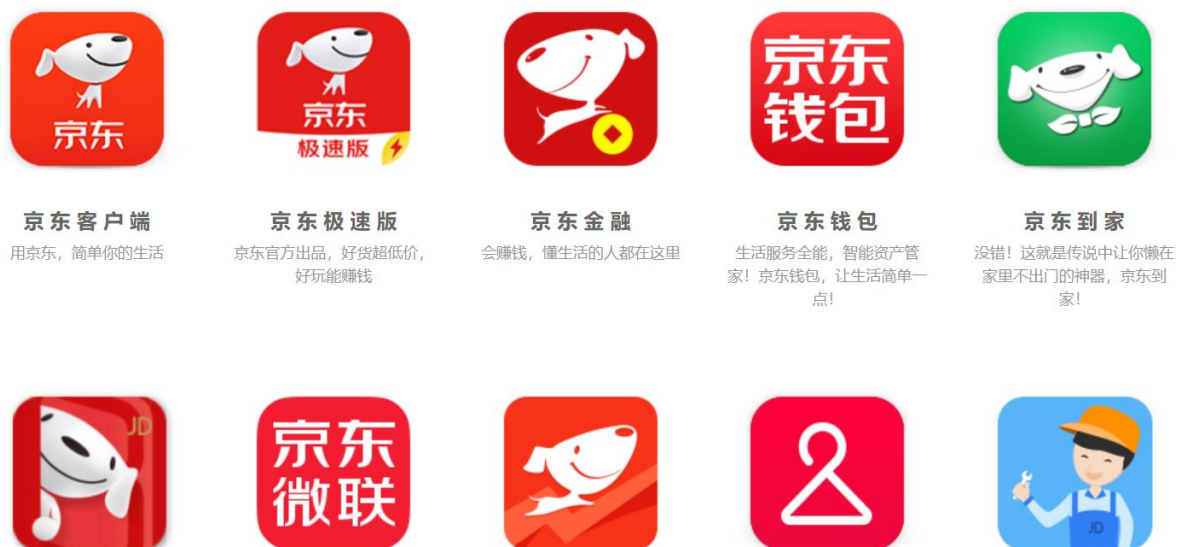 京东
京东
极速版
京东
钱包
京东客户端
用京东，简单你的生活
京东极速版
京东官方出品，好货超低价，
好玩能赚钱
京东金融
会赚钱，懂生活的人都在这里
京东钱包
生活服务全能，智能资产管
家！京东钱包，让生活简单一
点！
京东到家
没错！这就是传说中让你懒在
家里不出门的神器，京东到
家！
JD
京东
微联
JD